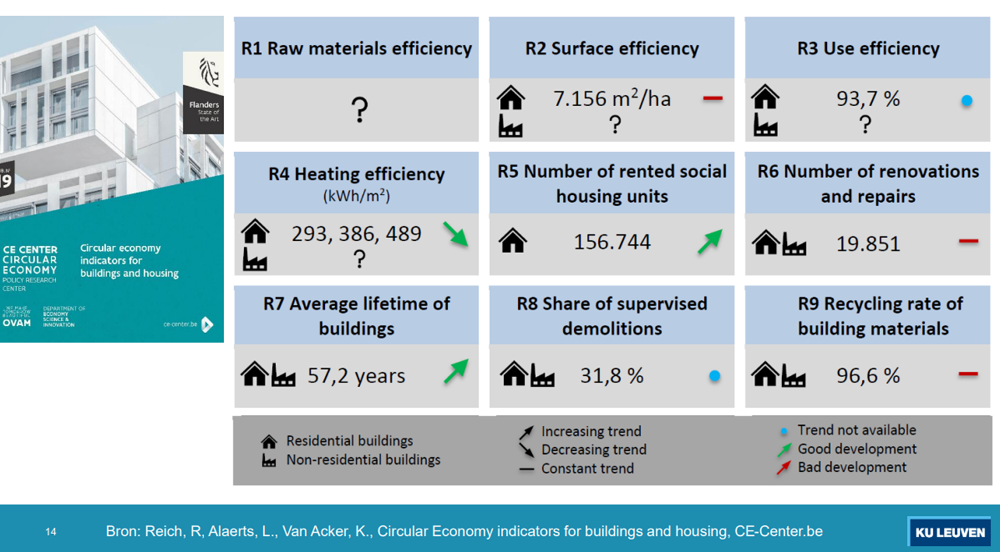 Flanders
State of
the Art
19
CE CENTER
CIRCULAR
ECONOMY
POLICY RESEARCH
CENTER
Circular economy
indicators for
buildings and housing
OVAM
DEPARTMENT OF
ECONOMY
SCIENCE &
INNOVATION
ce-center.be
R1 Raw materials efficiency
?
R2 Surface efficiency
7.156 m²/ha
?
R3 Use efficiency
93,7 %
?
R4 Heating efficiency
(kWh/m²)
293, 386, 489
?
R5 Number of rented social
housing units
156.744
R6 Number of renovations
and repairs
19.851
R7 Average lifetime of
buildings
57,2 years
R8 Share of supervised
demolitions
31,8 %
R9 Recycling rate of
building materials
96,6 %
Residential buildings
Non-residential buildings
Increasing trend
Decreasing trend
Constant trend
Trend not available
Good development
Bad development
14
Bron: Reich, R, Alaerts, L., Van Acker, K., Circular Economy indicators for buildings and housing, CE-Center.be
KU LEUVEN